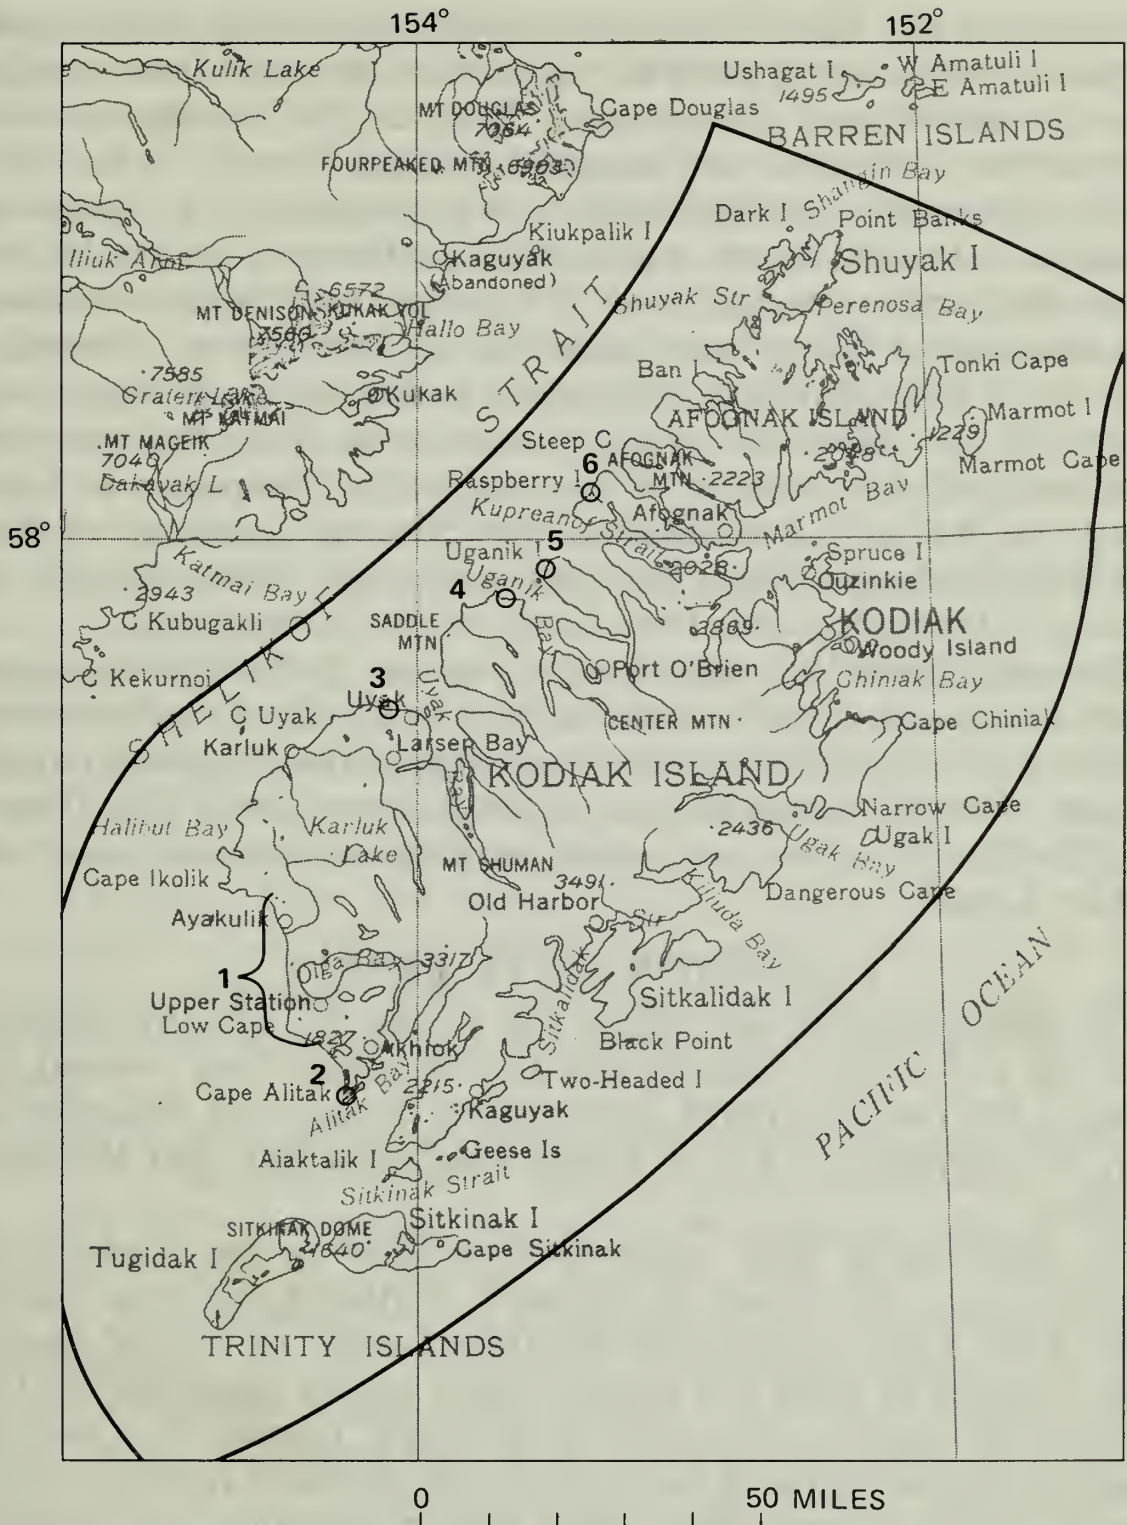 154°
152°
Kulik Lake
Ushagat I
1495
W Amatuli I
E Amatuli I
MT DOUGLAS
7064
Cape Douglas
BARREN ISLANDS
FOURPEAKED MTN
6903
Shangin Bay
Dark I
Point Banks
Kiukpalik I
Kaguyak
(Abandoned)
Shuyak I
6572
Shuyak Str
Perenosa Bay
MT DENISON
KUKAK VOL
7566
Hallo Bay
STRAIT
Ban I
Tonki Cape
7585
Kukak
MT KATMAI
AFOGNAK ISLAND
Marmot I
1229
MT MAGEIK
7040
Steep C
AFOGNAK
MTN
2223
Marmot Cape
6
Raspberry I
Kupreanof Strait
Afognak
Marmot Bay
58°
5
Uganik I
Uganik
Bay
2028
Spruce I
Ouzinkie
Katmai Bay
2943
4
C Kubugakli
SADDLE
MTN
KODIAK
Woody Island
C Kekurnoi
3
Port O'Brien
Chiniak Bay
SHELIKOF
Uyak
Uyak
C Uyak
CENTER MTN
Cape Chiniak
Karluk
Larsen Bay
Bay
KODIAK ISLAND
Narrow Cape
Halibut Bay
Karluk
Lake
2436
Ugak Bay
Ugak I
Cape Ikolik
MT SHUMAN
3491
Kiliuda Bay
Dangerous Cape
Ayakulik
Old Harbor
Str
1
Olga Bay
3317
Sitkalidak
Upper Station
Sitkalidak I
OCEAN
Low Cape
1827
Akhiok
Black Point
2
Cape Alitak
Alitak Bay
2215
Two-Headed I
Kaguyak
PACIFIC
Aiaktalik I
Geese Is
Sitkinak Strait
SITKINAK DOME
1640
Sitkinak I
Tugidak I
Cape Sitkinak
TRINITY ISLANDS
0
50 MILES